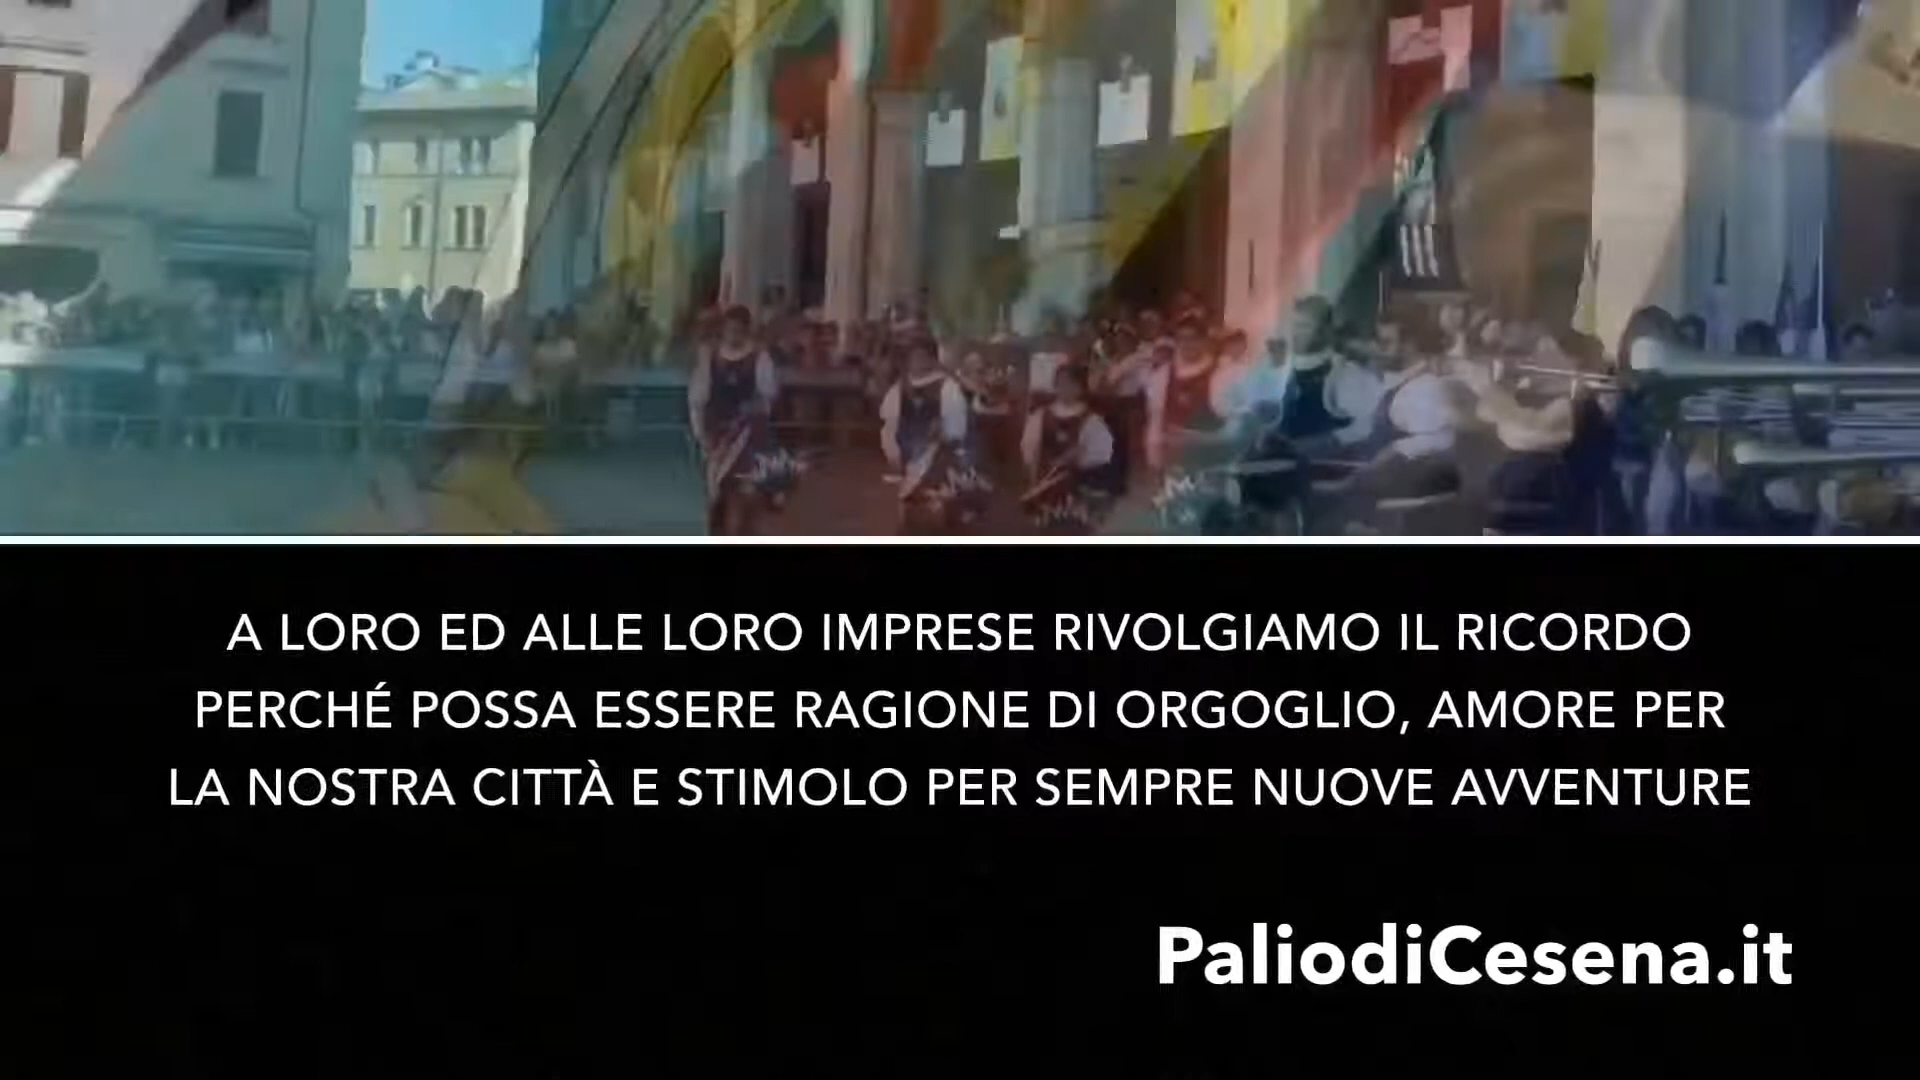 A LORO ED ALLE LORO IMPRESE RIVOLGIAMO IL RICORDO
PERCHÉ POSSA ESSERE RAGIONE DI ORGOGLIO, AMORE PER
LA NOSTRA CITTÀ E STIMOLO PER SEMPRE NUOVE AVVENTURE
PaliodiCesena.it